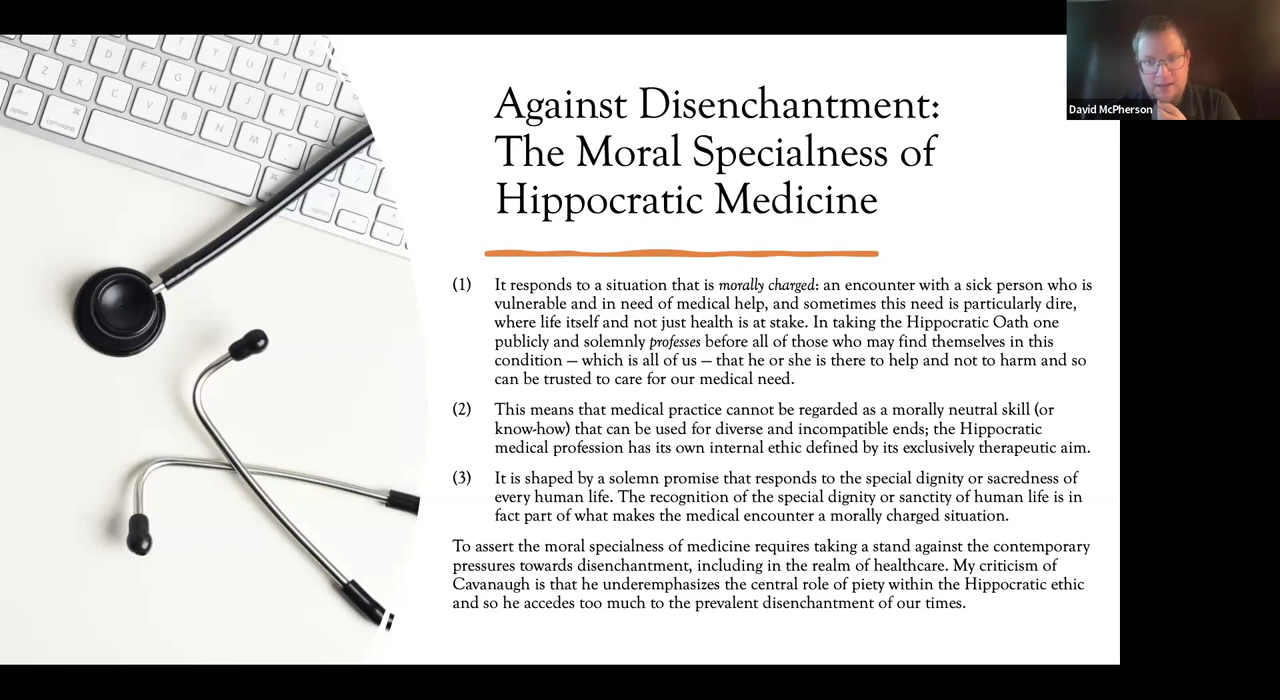 Against Disenchantment:
The Moral Specialness of
Hippocratic Medicine
(1) It responds to a situation that is morally charged: an encounter with a sick person who is
vulnerable and in need of medical help, and sometimes this need is particularly dire,
where life itself and not just health is at stake. In taking the Hippocratic Oath one
publicly and solemnly professes before all of those who may find themselves in this
condition — which is all of us — that he or she is there to help and not to harm and so
can be trusted to care for our medical need.
(2) This means that medical practice cannot be regarded as a morally neutral skill (or
know-how) that can be used for diverse and incompatible ends; the Hippocratic
medical profession has its own internal ethic defined by its exclusively therapeutic aim.
(3) It is shaped by a solemn promise that responds to the special dignity or sacredness of
every human life. The recognition of the special dignity or sanctity of human life is in
fact part of what makes the medical encounter a morally charged situation.
To assert the moral specialness of medicine requires taking a stand against the contemporary
pressures towards disenchantment, including in the realm of healthcare. My criticism of
Cavanaugh is that he underemphasizes the central role of piety within the Hippocratic ethic
and so he accedes too much to the prevalent disenchantment of our times.
David McPherson
S D F G H
Z X C V B N M
T Y U I O
option
command